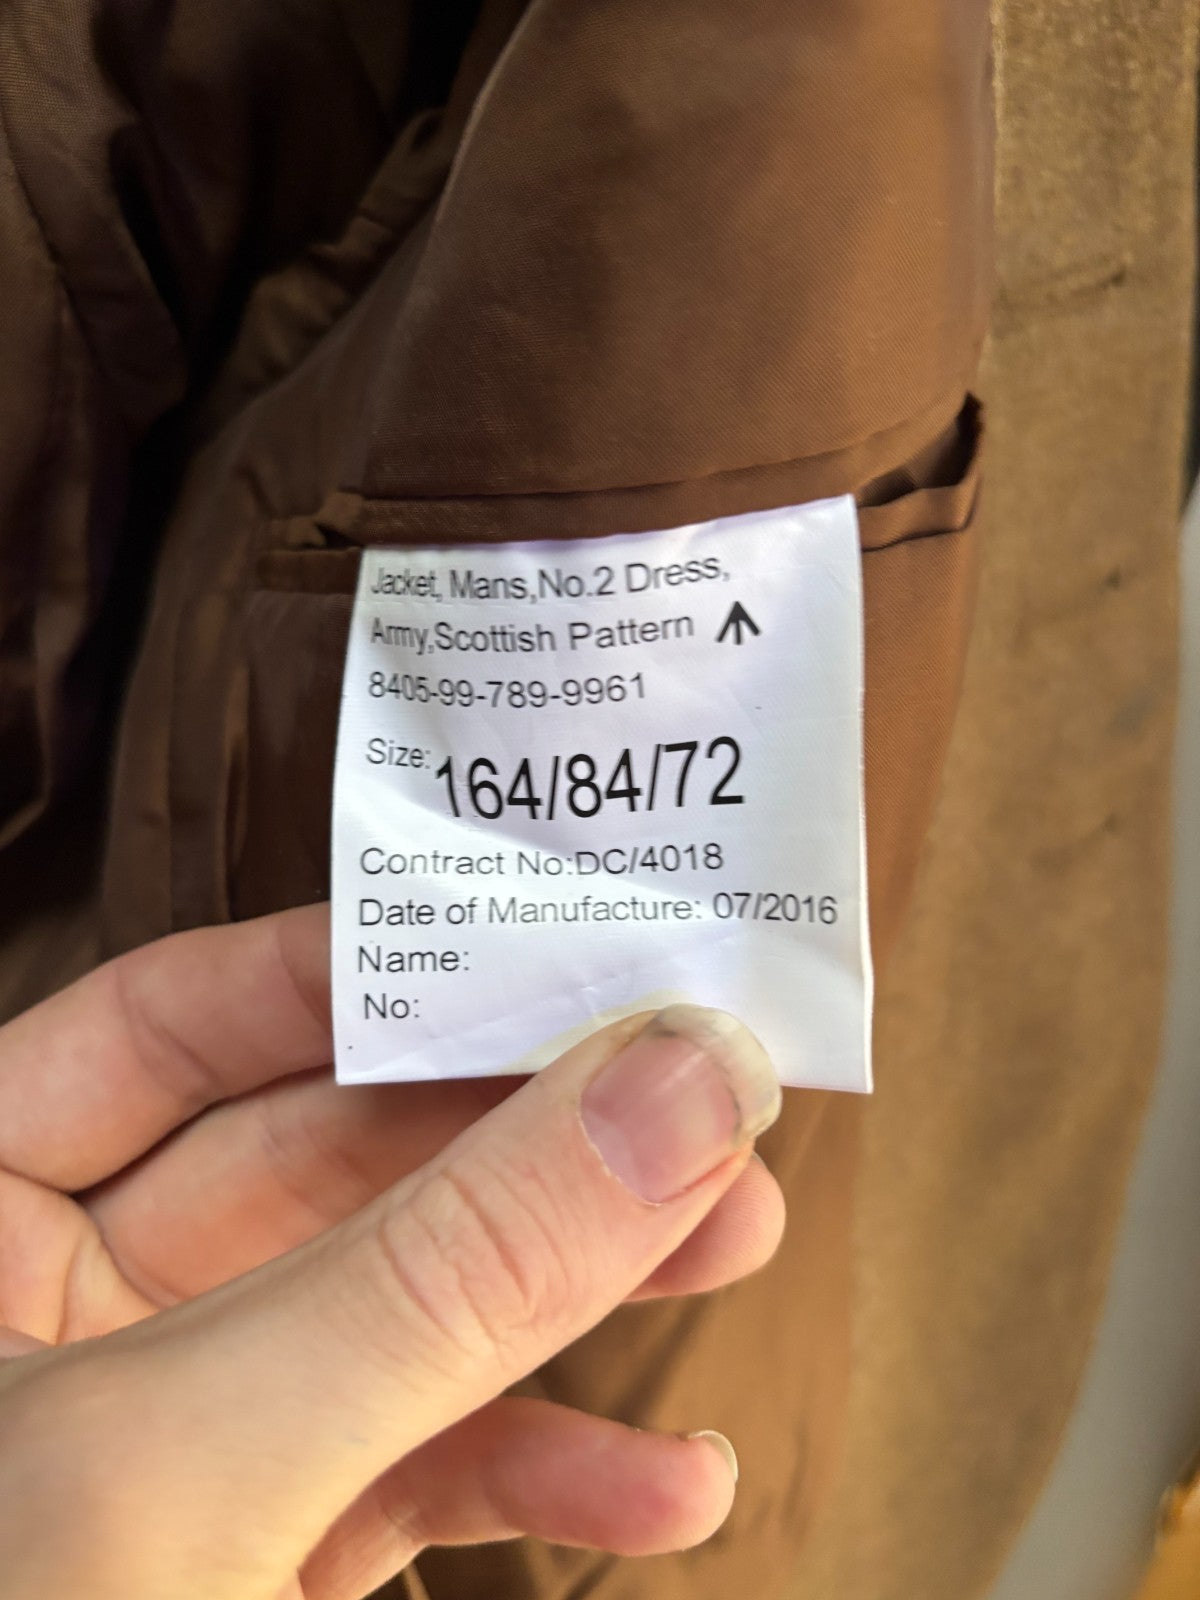 Jacket, Mans,No.2 Dress,
Army,Scottish Pattern
8405-99-789-9961
Size: 164/84/72
Contract No:DC/4018
Date of Manufacture: 07/2016
Name:
No: